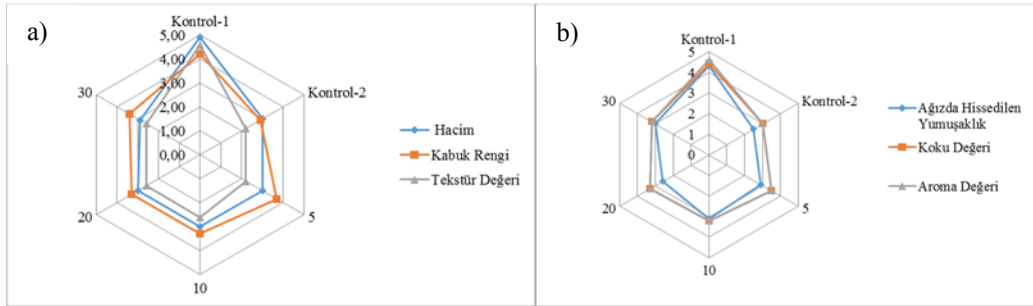 a)
Kontrol-1
5,00
4,00
3,00
2,00
1,00
0,00
Kontrol-2
5
10
20
30
Hacim
Kabuk Rengi
Tekstür Değeri
b)
Kontrol-1
5
4
3
2
1
0
Kontrol-2
5
10
20
30
Ağızda Hissedilen
Yumuşaklık
Koku Değeri
Aroma Değeri